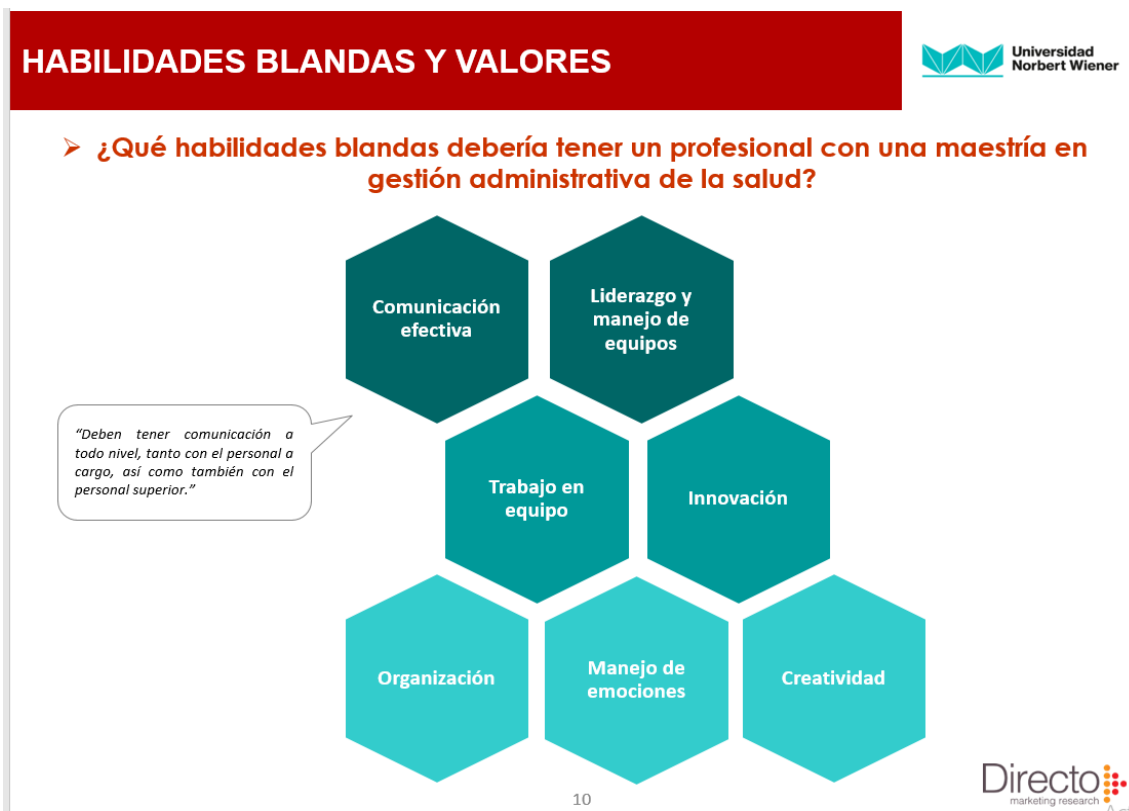 HABILIDADES BLANDAS Y VALORES
Universidad
Norbert Wiener
➢ ¿Qué habilidades blandas debería tener un profesional con una maestría en
gestión administrativa de la salud?
Comunicación
efectiva
Liderazgo y
manejo de
equipos
“Deben tener comunicación a
todo nivel, tanto con el personal a
cargo, así como también con el
personal superior.”
Trabajo en
equipo
Innovación
Organización
Manejo de
emociones
Creatividad
10
Directo
marketing research